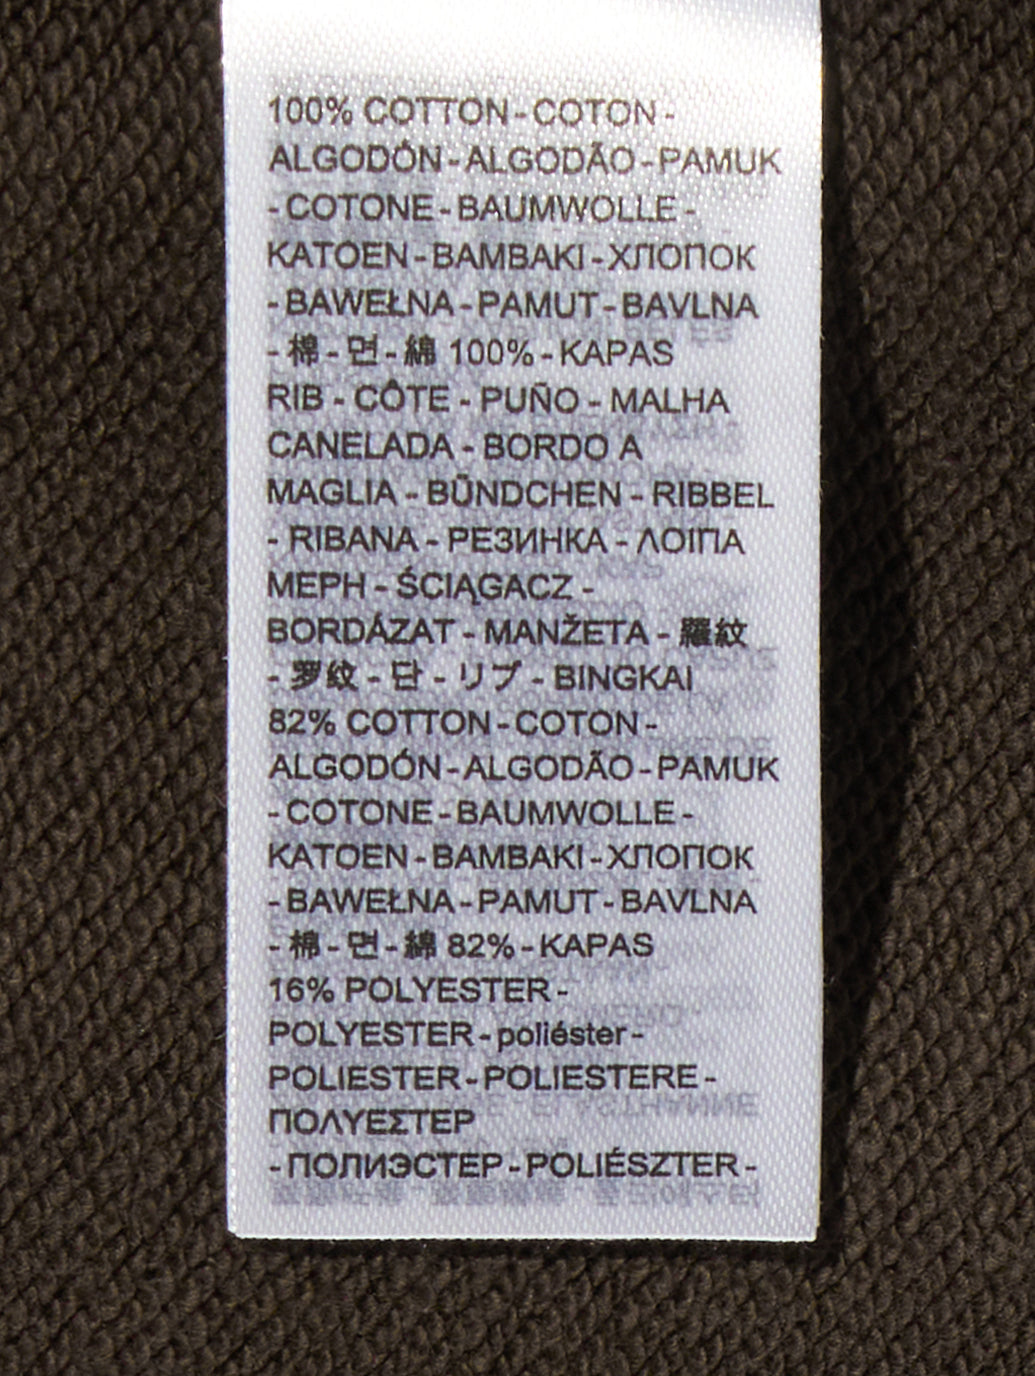 100% COTTON - COTON -
ALGODÓN - ALGODÃO - PAMUK
- COTONE - BAUMWOLLE -
KATOEN - BAMBAKI - ХЛОПОК
- BAWEŁNA - PAMUT - BAVLNA
- 棉 - 면 - 綿 100% - KAPAS
RIB - CÔTE - PUÑO - MALHA
CANELADA - BORDO A
MAGLIA - BÜNDCHEN - RIBBEL
- RIBANA - РЕЗИНКА - ΛΟΙΠΑ
ΜΕΡΗ - ŚCIĄGACZ -
BORDÁZAT - MANŽETA - 羅紋
- 罗纹 - 단 - リブ - BINGKAI
82% COTTON - COTON -
ALGODÓN - ALGODÃO - PAMUK
- COTONE - BAUMWOLLE -
KATOEN - BAMBAKI - ХЛОПОК
- BAWEŁNA - PAMUT - BAVLNA
- 棉 - 면 - 綿 82% - KAPAS
16% POLYESTER -
POLYESTER - poliéster -
POLIESTER - POLIESTERE -
ΠΟΛΥΕΣΤΕΡ
- ПОЛИЭСТЕР - POLIÉSZTER -